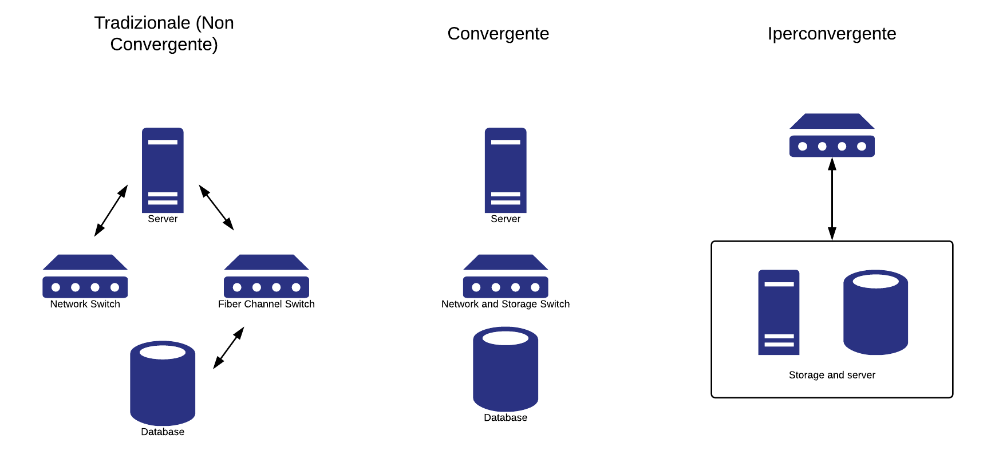 Tradizionale (Non
Convergente)
Convergente
Iperconvergente
Server
Network Switch
Fiber Channel Switch
Database
Server
Network and Storage Switch
Database
Storage and server